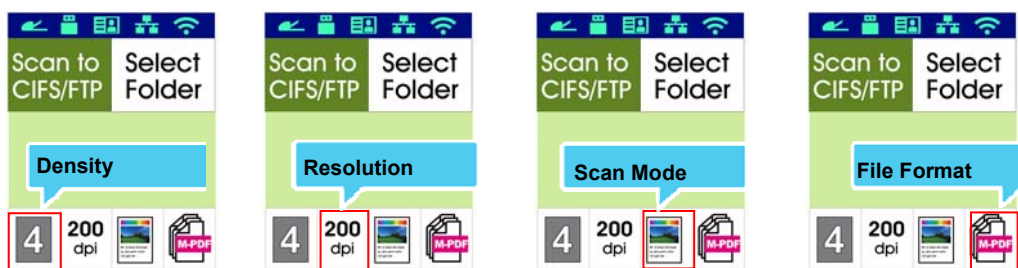 Scan to Select
CIFS/FTP Folder
Density
4 200 dpi M-PDF
Scan to Select
CIFS/FTP Folder
Resolution
4 200 dpi M-PDF
Scan to Select
CIFS/FTP Folder
Scan Mode
4 200 dpi M-PDF
Scan to Select
CIFS/FTP Folder
File Format
4 200 dpi M-PDF